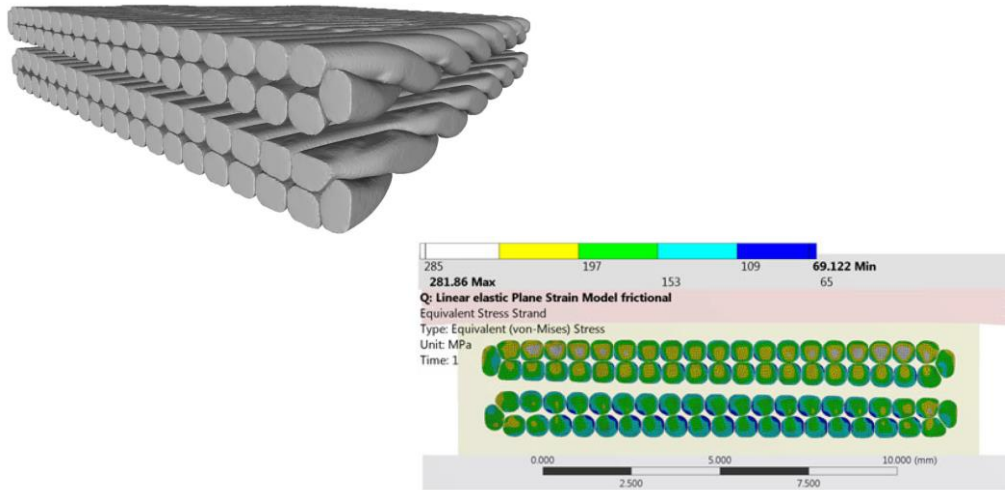 285 197 109 69.122 Min
281.86 Max 153 65
Q: Linear elastic Plane Strain Model frictional
Equivalent Stress Strand
Type: Equivalent (von-Mises) Stress
Unit: MPa
Time: 1
0.000 5.000 10.000 (mm)
2.500 7.500